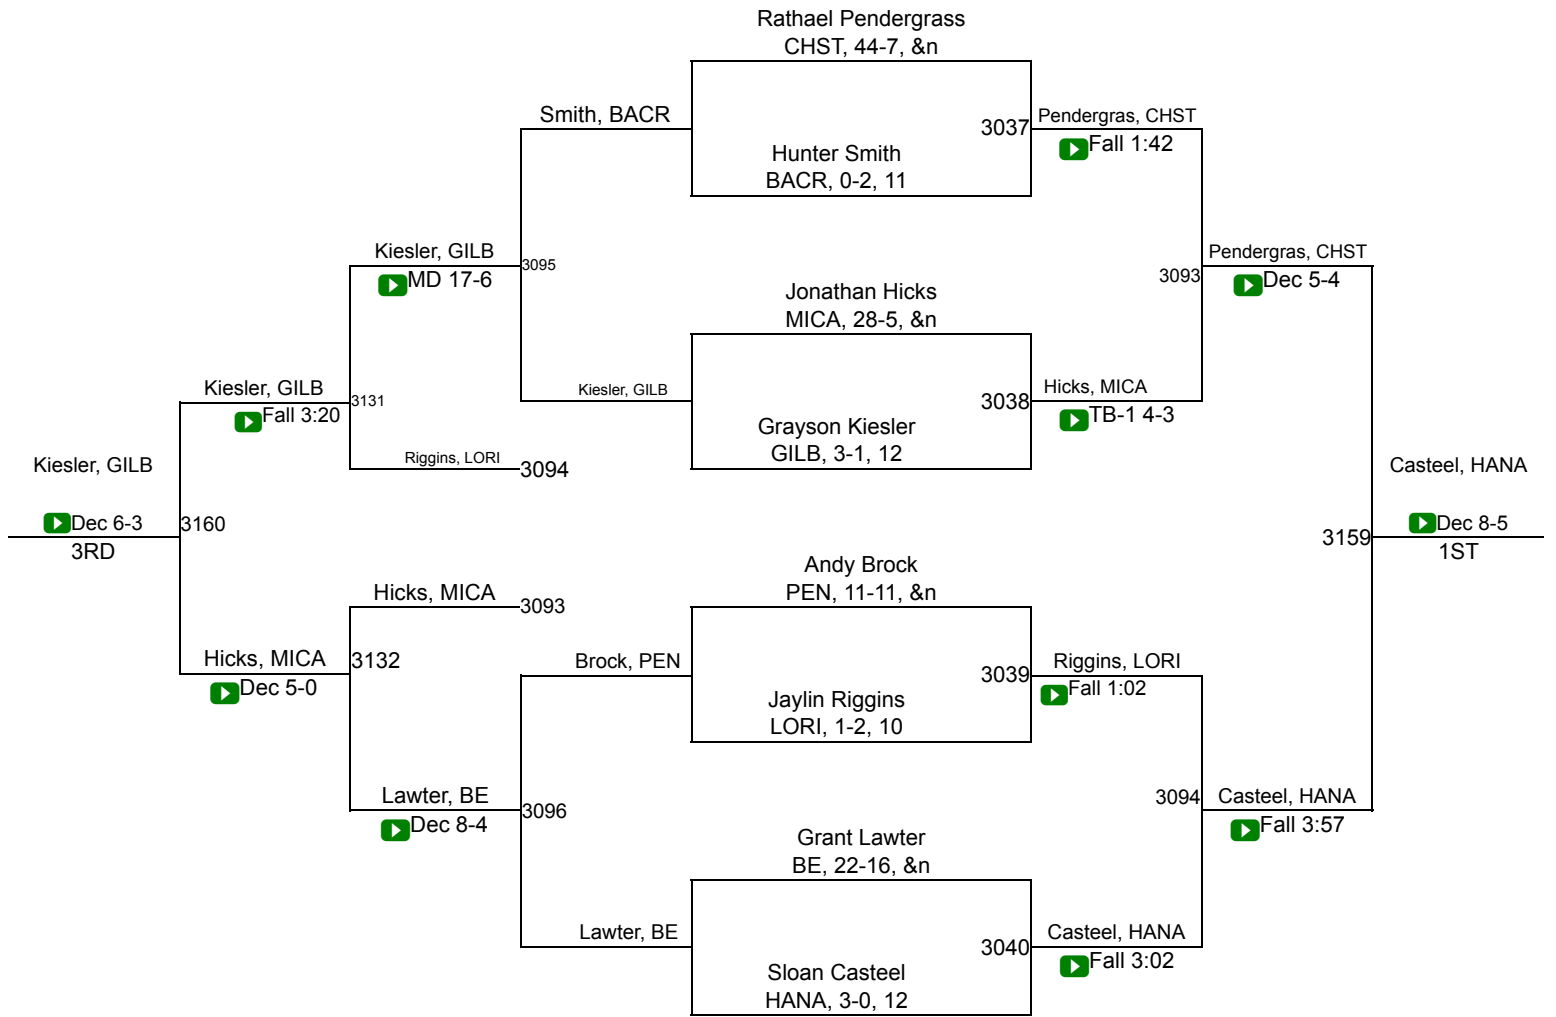 Rathael Pendergrass
CHST, 44-7, &n
Smith, BACR
3037
Pendergras, CHST
Fall 1:42
Hunter Smith
BACR, 0-2, 11
Kiesler, GILB
MD 17-6
3095
Pendergras, CHST
3093
Dec 5-4
Jonathan Hicks
MICA, 28-5, &n
Kiesler, GILB
Fall 3:20
3131
Kiesler, GILB
3038
Hicks, MICA
TB-1 4-3
Grayson Kiesler
GILB, 3-1, 12
Riggins, LORI
3094
Kiesler, GILB
Dec 6-3
3RD
3160
Casteel, HANA
3159
Dec 8-5
1ST
Andy Brock
PEN, 11-11, &n
Hicks, MICA
3093
Hicks, MICA
3132
Dec 5-0
Brock, PEN
3039
Riggins, LORI
Fall 1:02
Jaylin Riggins
LORI, 1-2, 10
Lawter, BE
Dec 8-4
3096
3094
Casteel, HANA
Fall 3:57
Grant Lawter
BE, 22-16, &n
Lawter, BE
3040
Casteel, HANA
Fall 3:02
Sloan Casteel
HANA, 3-0, 12